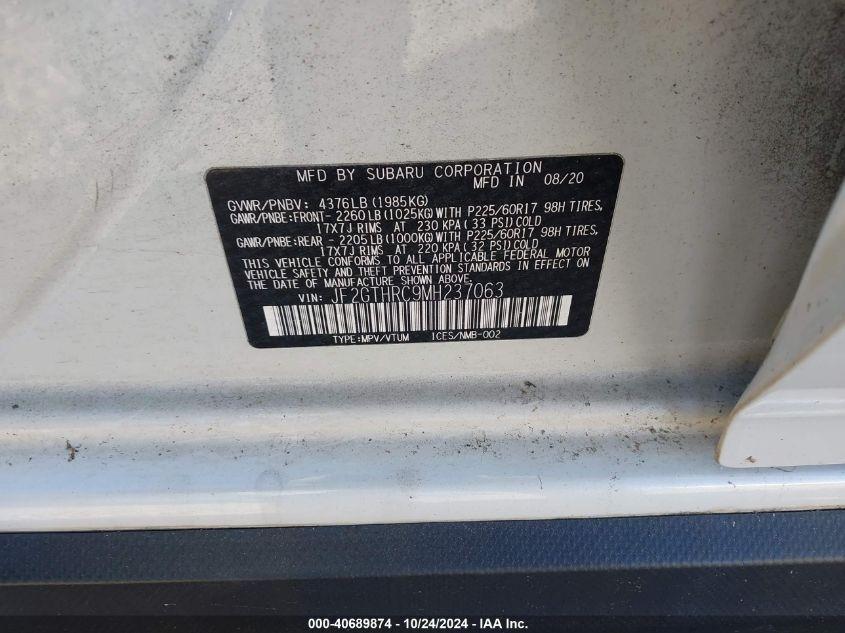 MFD BY SUBARU CORPORATION
MFD IN 08/20
GVWR/PNBV: 4376LB(1985KG)
GAWR/PNBE:FRONT- 2260LB(1025KG)WITH P225/60R17 98H TIRES,
17X7J RIMS AT 230 KPA(33 PSI)COLD
GAWR/PNBE:REAR - 2205LB(1000KG)WITH P225/60R17 98H TIRES,
17X7J RIMS AT 220 KPA(32 PSI)COLD
THIS VEHICLE CONFORMS TO ALL APPLICABLE FEDERAL MOTOR
VEHICLE SAFETY AND THEFT PREVENTION STANDARDS IN EFFECT ON
THE DATE OF MANUFACTURE SHOWN ABOVE.
VIN: JF2GTHRC9MH237063
TYPE:MPV/VTUM ICES/NMB-002
000-40689874 - 10/24/2024 - IAA Inc.